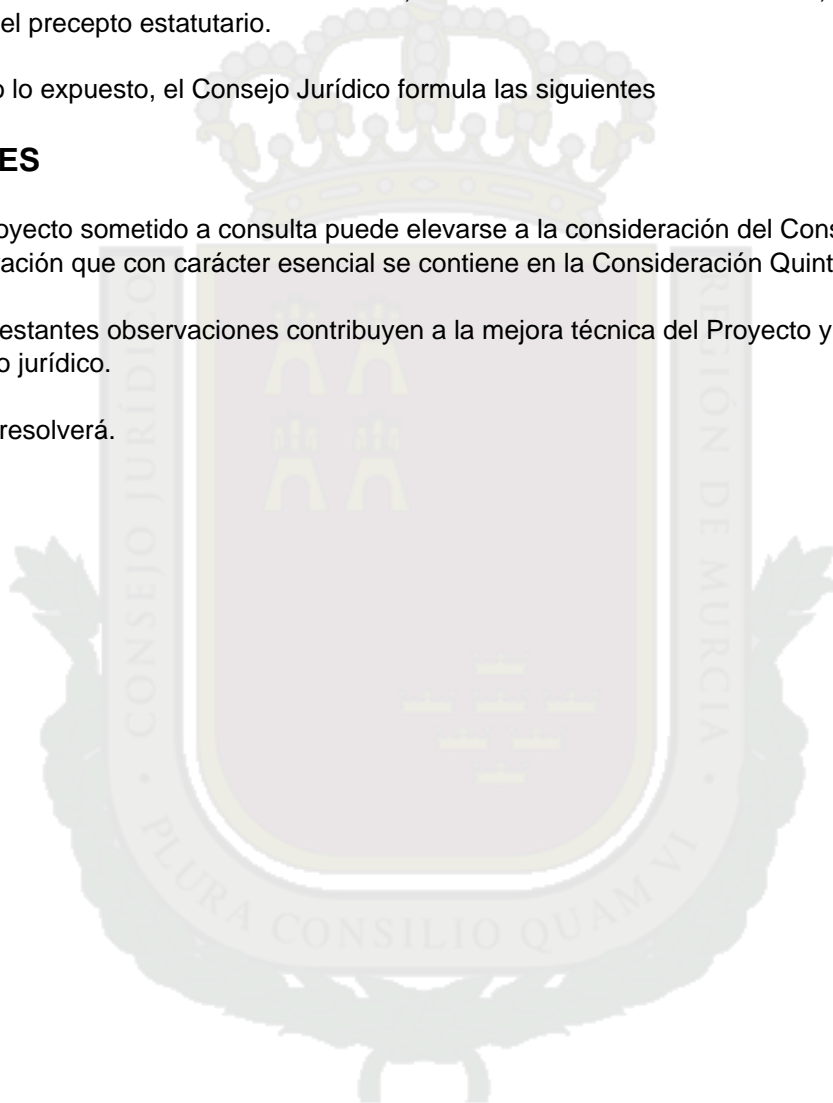 el precepto estatutario.
o lo expuesto, el Consejo Jurídico formula las siguientes
ES
oyecto sometido a consulta puede elevarse a la consideración del Cons
ación que con carácter esencial se contiene en la Consideración Quint
estantes observaciones contribuyen a la mejora técnica del Proyecto y
o jurídico.
resolverá.
CONSEJO JURÍDICO
REGIÓN DE MURCIA
PLURA CONSILIO QUAM VI